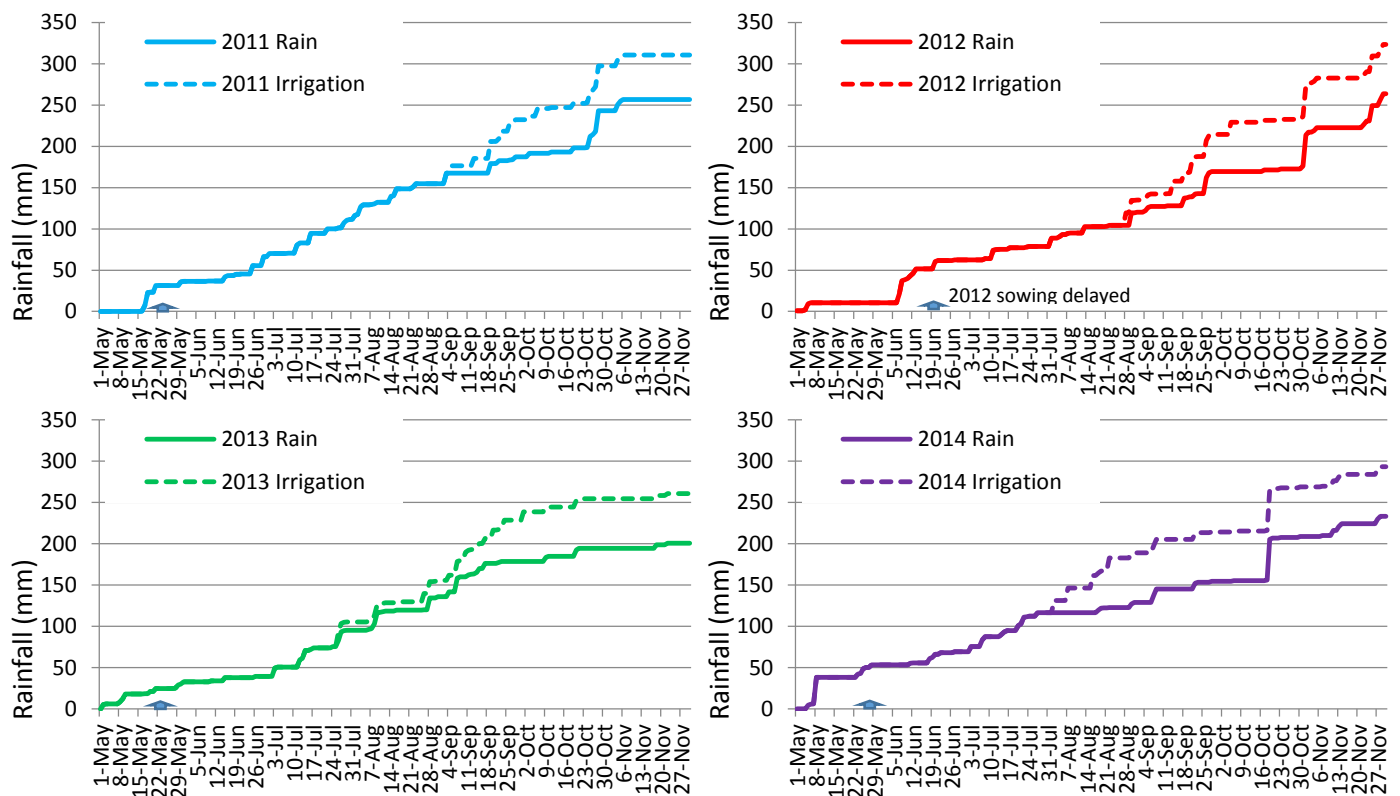 350
300
250
200
150
100
50
0
Rainfall (mm)
2011 Rain
2011 Irrigation
1-May
8-May
15-May
22-May
29-May
5-Jun
12-Jun
19-Jun
26-Jun
3-Jul
10-Jul
17-Jul
24-Jul
31-Jul
7-Aug
14-Aug
21-Aug
28-Aug
4-Sep
11-Sep
18-Sep
25-Sep
2-Oct
9-Oct
16-Oct
23-Oct
30-Oct
6-Nov
13-Nov
20-Nov
27-Nov
350
300
250
200
150
100
50
0
Rainfall (mm)
2012 Rain
2012 Irrigation
2012 sowing delayed
1-May
8-May
15-May
22-May
29-May
5-Jun
12-Jun
19-Jun
26-Jun
3-Jul
10-Jul
17-Jul
24-Jul
31-Jul
7-Aug
14-Aug
21-Aug
28-Aug
4-Sep
11-Sep
18-Sep
25-Sep
2-Oct
9-Oct
16-Oct
23-Oct
30-Oct
6-Nov
13-Nov
20-Nov
27-Nov
350
300
250
200
150
100
50
0
Rainfall (mm)
2013 Rain
2013 Irrigation
1-May
8-May
15-May
22-May
29-May
5-Jun
12-Jun
19-Jun
26-Jun
3-Jul
10-Jul
17-Jul
24-Jul
31-Jul
7-Aug
14-Aug
21-Aug
28-Aug
4-Sep
11-Sep
18-Sep
25-Sep
2-Oct
9-Oct
16-Oct
23-Oct
30-Oct
6-Nov
13-Nov
20-Nov
27-Nov
350
300
250
200
150
100
50
0
Rainfall (mm)
2014 Rain
2014 Irrigation
1-May
8-May
15-May
22-May
29-May
5-Jun
12-Jun
19-Jun
26-Jun
3-Jul
10-Jul
17-Jul
24-Jul
31-Jul
7-Aug
14-Aug
21-Aug
28-Aug
4-Sep
11-Sep
18-Sep
25-Sep
2-Oct
9-Oct
16-Oct
23-Oct
30-Oct
6-Nov
13-Nov
20-Nov
27-Nov